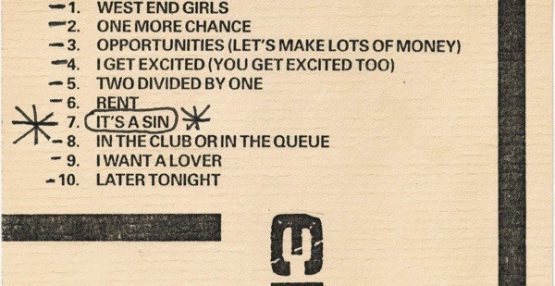 1. WEST END GIRLS
2. ONE MORE CHANCE
3. OPPORTUNITIES (LET'S MAKE LOTS OF MONEY)
4. I GET EXCITED (YOU GET EXCITED TOO)
5. TWO DIVIDED BY ONE
6. RENT
7. IT'S A SIN
8. IN THE CLUB OR IN THE QUEUE
9. I WANT A LOVER
10. LATER TONIGHT